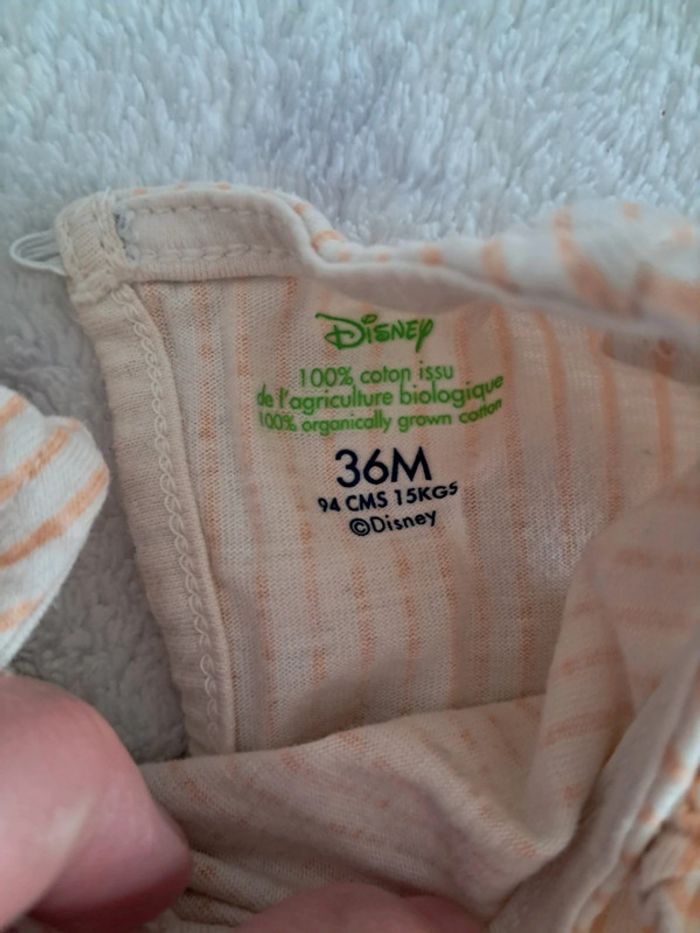 Disney
100% coton issu
de l'agriculture biologique
100% organically grown cotton
36M
94 CMS 15KGS
©Disney